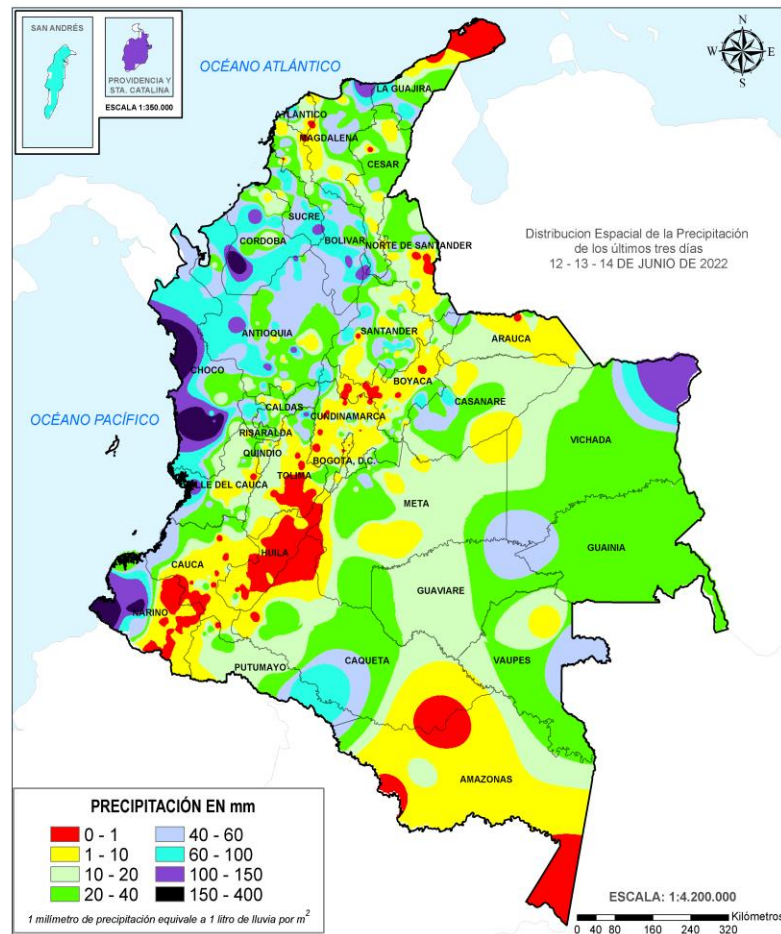 SAN ANDRÉS
PROVIDENCIA Y
STA. CATALINA
ESCALA 1:350.000
OCÉANO ATLÁNTICO
N
W
E
S
LA GUAJIRA
ATLÁNTICO
MAGDALENA
CESAR
SUCRE
CORDOBA
BOLIVAR
NORTE DE SANTANDER
Distribucion Espacial de la Precipitación
de los últimos tres días
12 - 13 - 14 DE JUNIO DE 2022
ANTIOQUIA
SANTANDER
ARAUCA
CHOCO
BOYACA
CASANARE
OCÉANO PACÍFICO
CALDAS
CUNDINAMARCA
RISARALDA
VICHADA
QUINDIO
BOGOTA, D.C.
TOLIMA
VALLE DEL CAUCA
META
CAUCA
HUILA
GUAINIA
GUAVIARE
NARIÑO
CAQUETA
VAUPES
PUTUMAYO
AMAZONAS
PRECIPITACIÓN EN mm
0 - 1
40 - 60
1 - 10
60 - 100
10 - 20
100 - 150
20 - 40
150 - 400
1 milímetro de precipitación equivale a 1 litro de lluvia por m²
ESCALA: 1:4.200.000
Kilómetros
0 40 80 160 240 320